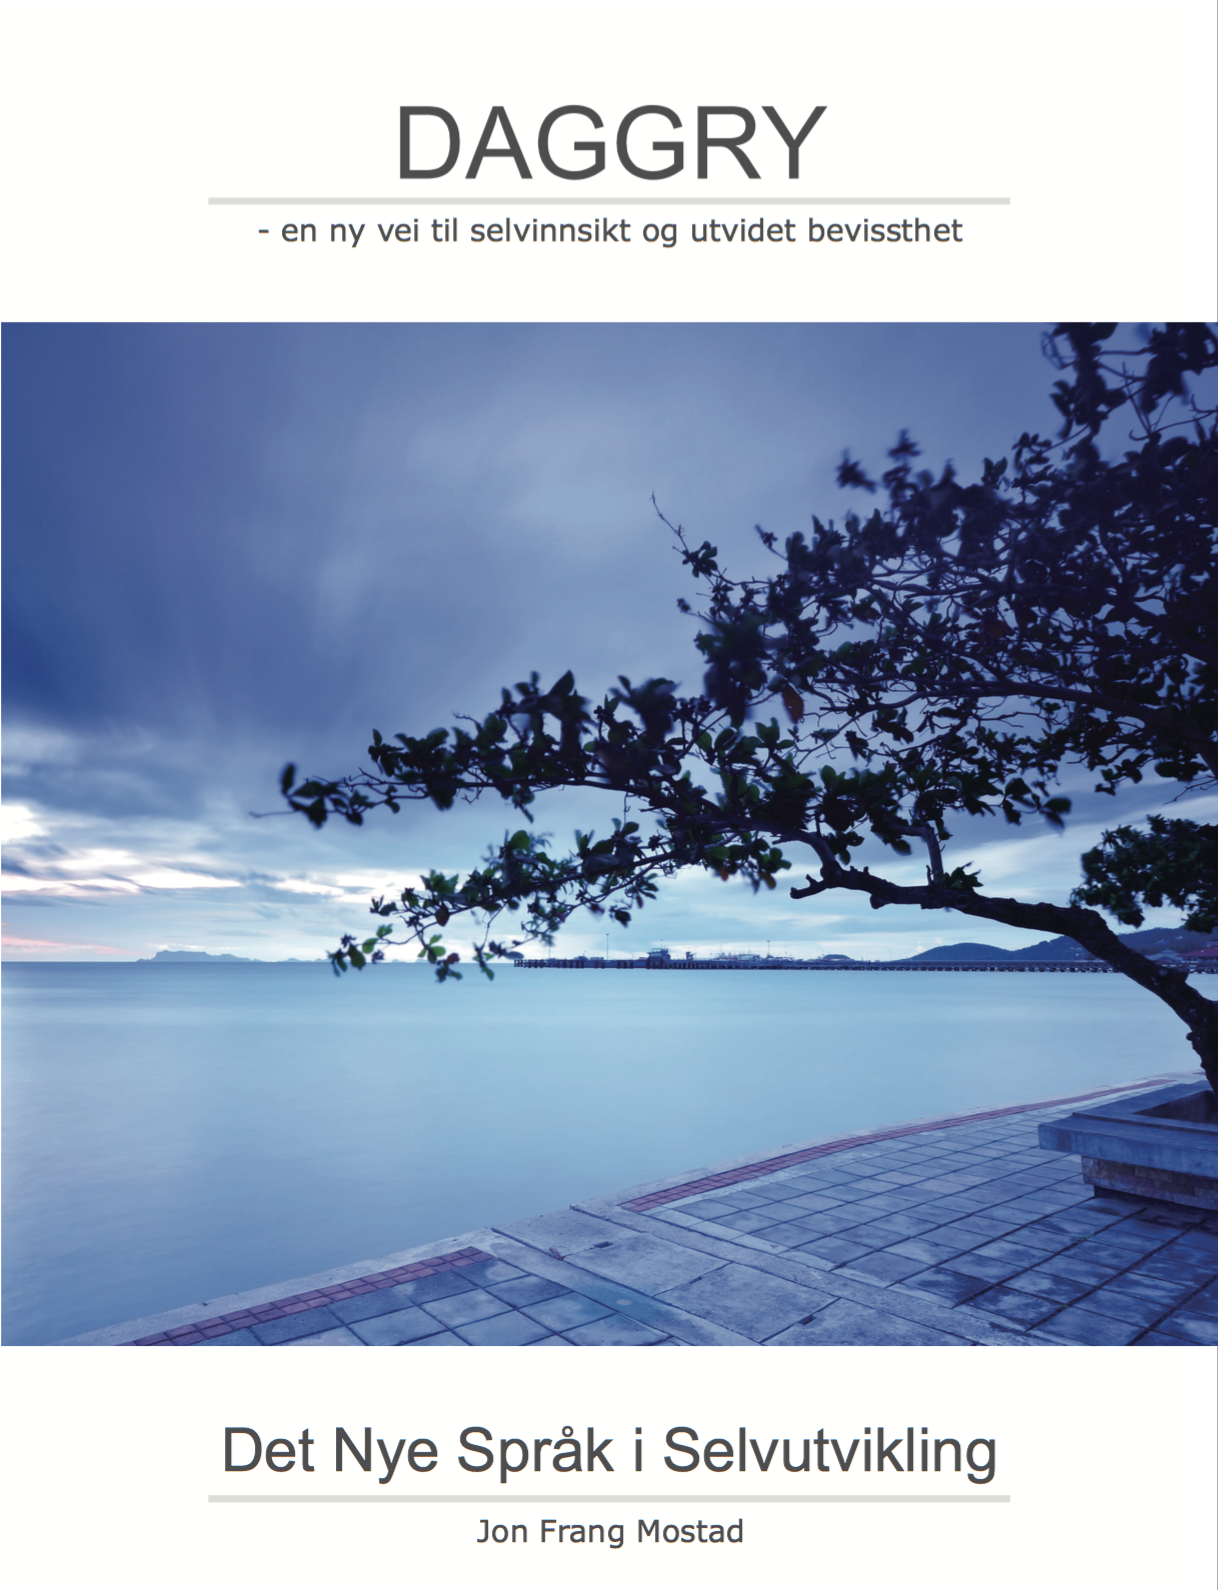 DAGGRY
- en ny vei til selvinnsikt og utvidet bevissthet
Det Nye Språk i Selvutvikling
Jon Frang Mostad